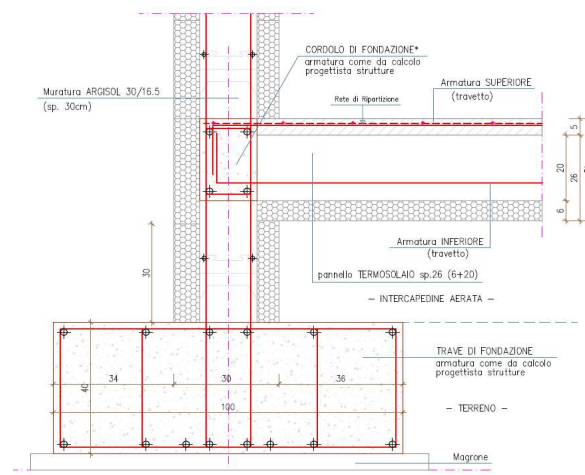 CORDOLO DI FONDAZIONE*
armatura come da calcolo
progettista strutture
Muratura ARGISOL 30/16.5
(sp. 30cm)
Armatura SUPERIORE
(travetto)
Rete di Ripartizione
5
20
26
6
Armatura INFERIORE
(travetto)
pannello TERMOSOLAIO sp.26 (6+20)
30
– INTERCAPEDINE AERATA –
TRAVE DI FONDAZIONE
armatura come da calcolo
progettista strutture
34
30
36
40
100
– TERRENO –
Magrone